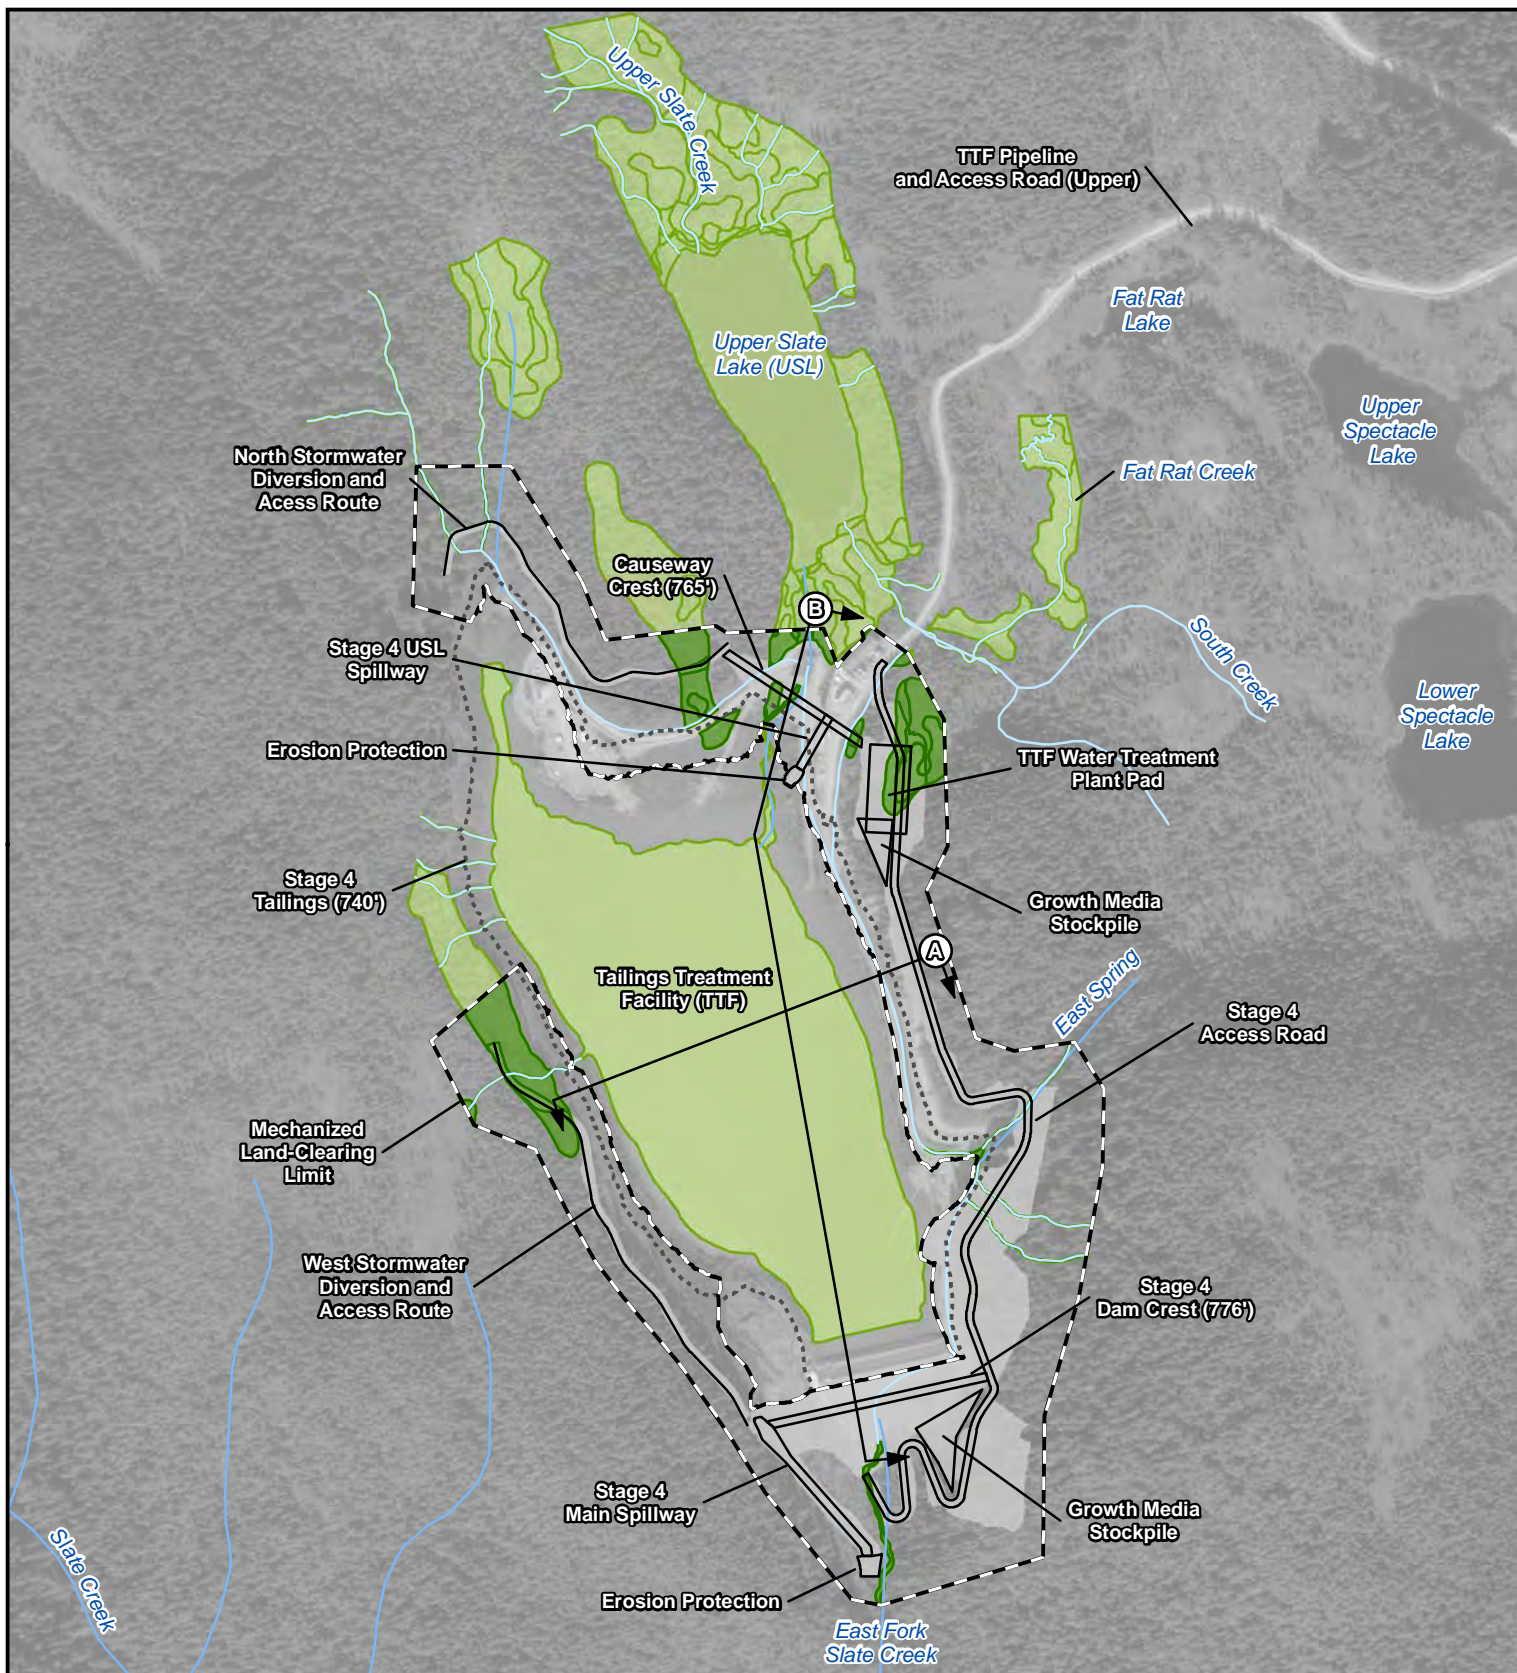 Upper Slate Creek
TTF Pipeline
and Access Road (Upper)
Fat Rat
Lake
Upper Slate
Lake (USL)
Upper
Spectacle
Lake
North Stormwater
Diversion and
Acess Route
Fat Rat Creek
Causeway
Crest (765')
B
Stage 4 USL
Spillway
South Creek
Lower
Spectacle
Lake
Erosion Protection
TTF Water Treatment
Plant Pad
Stage 4
Tailings (740')
Growth Media
Stockpile
A
Tailings Treatment
Facility (TTF)
East Spring
Stage 4
Access Road
Mechanized
Land-Clearing
Limit
West Stormwater
Diversion and
Access Route
Stage 4
Dam Crest (776')
Stage 4
Main Spillway
Growth Media
Stockpile
Slate Creek
Erosion Protection
East Fork
Slate Creek